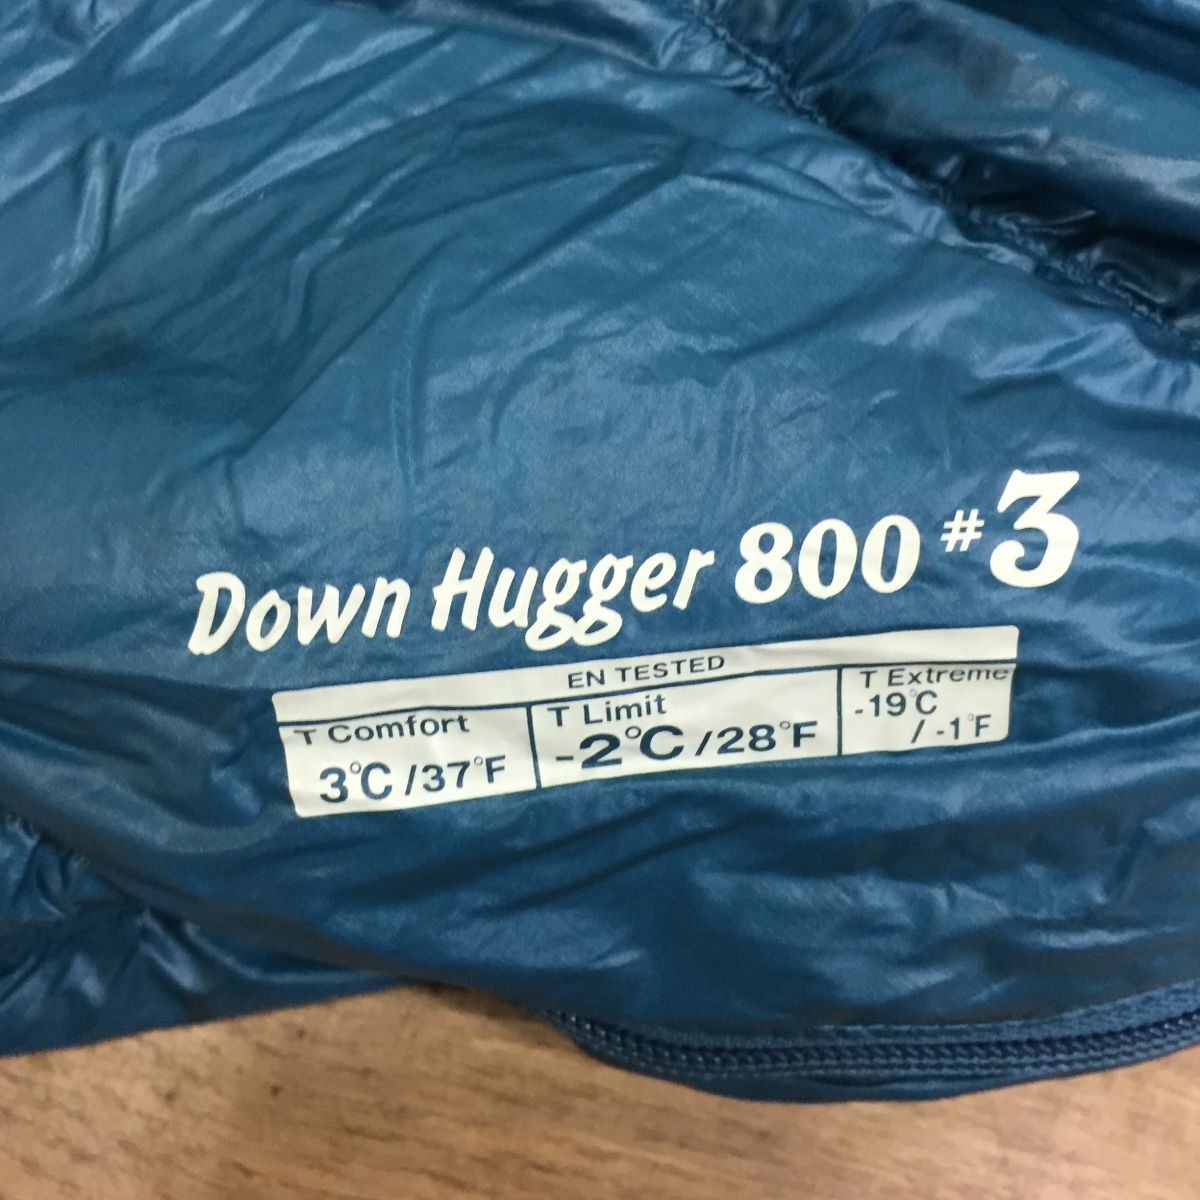 Down Hugger 800 #3
EN TESTED
T Comfort
3℃/37°F
T Limit
-2℃/28°F
T Extreme
-19℃
/ -1°F